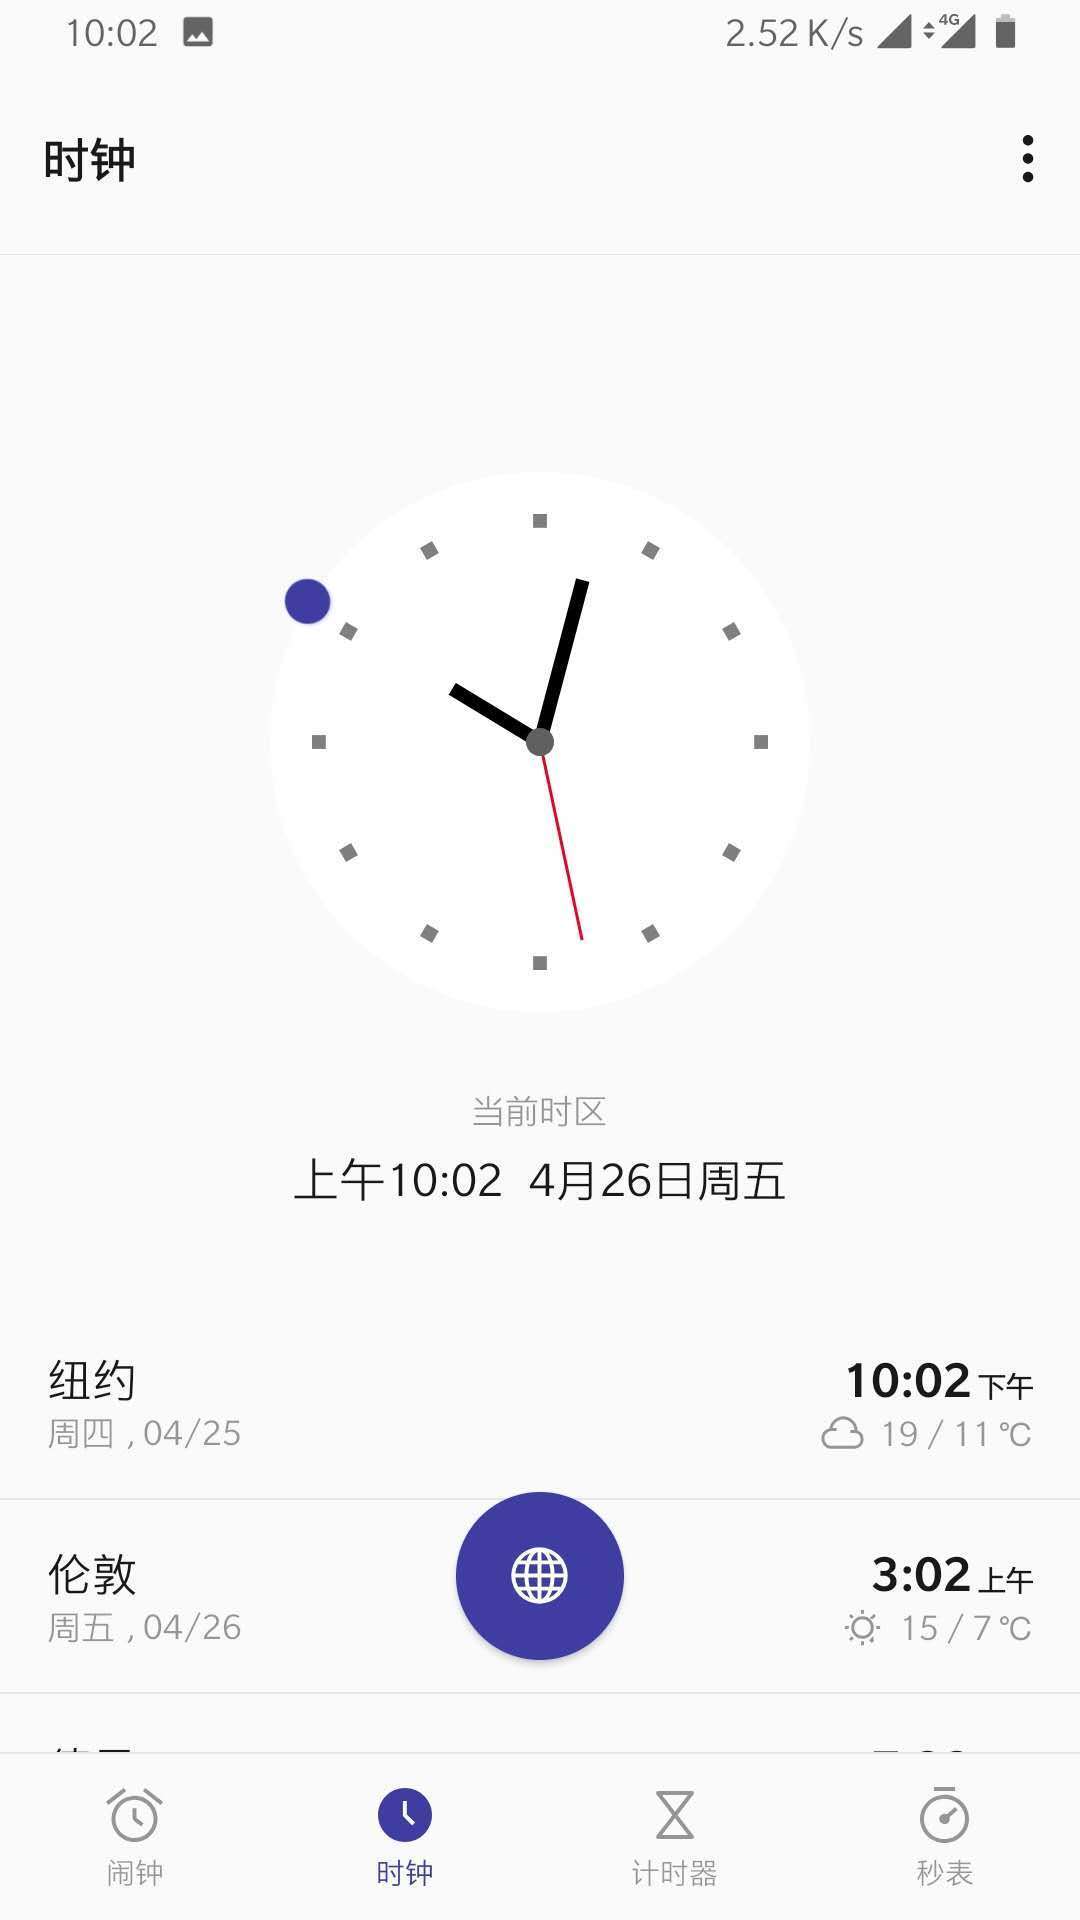 10:02 2.52 K/s 4G
时钟
当前时区
上午10:02 4月26日周五
纽约 10:02 下午
周四 , 04/25 19 / 11 ℃
伦敦 3:02 上午
周五 , 04/26 15 / 7 ℃
闹钟 时钟 计时器 秒表